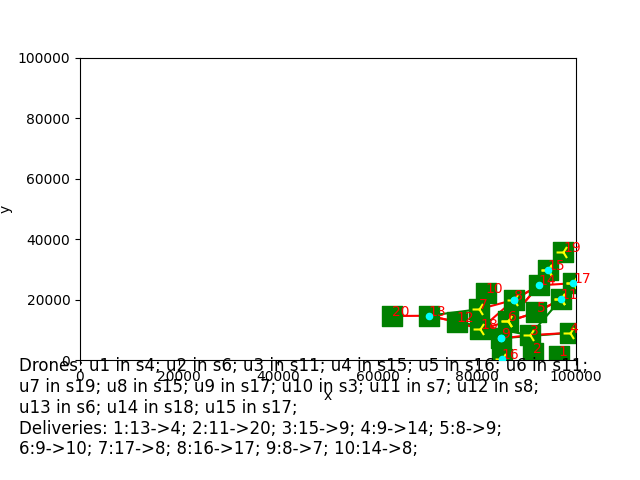 100000
80000
60000
40000
20000
0
y
0 20000 40000 60000 80000 100000
x
19
17
10
20
Drones: u1 in s4; u2 in s6; u3 in s11; u4 in s15; u5 in s16; u6 in s11;
u7 in s19; u8 in s15; u9 in s17; u10 in s3; u11 in s7; u12 in s8;
u13 in s6; u14 in s18; u15 in s17;
Deliveries: 1:13->4; 2:11->20; 3:15->9; 4:9->14; 5:8->9;
6:9->10; 7:17->8; 8:16->17; 9:8->7; 10:14->8;